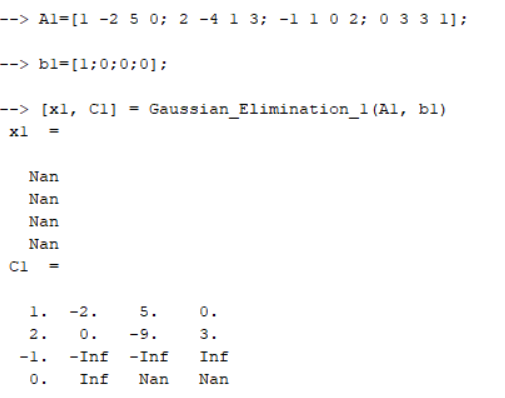 --> A1=[1 -2 5 0; 2 -4 1 3; -1 1 0 2; 0 3 3 1];
--> b1=[1;0;0;0];
--> [x1, C1] = Gaussian_Elimination_1(A1, b1)
x1 =
Nan
Nan
Nan
Nan
C1 =
1. -2. 5. 0.
2. 0. -9. 3.
-1. -Inf -Inf Inf
0. Inf Nan Nan